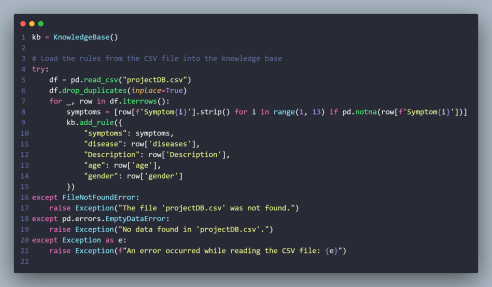 1 kb = KnowledgeBase()
2
3 # Load the rules from the CSV file into the knowledge base
4 try:
5     df = pd.read_csv("projectDB.csv")
6     df.drop_duplicates(inplace=True)
7     for _, row in df.iterrows():
8         symptoms = [row[f'Symptom{i}'].strip() for i in range(1, 13) if pd.notna(row[f'Symptom{i}'])]
9         kb.add_rule({
10             "symptoms": symptoms,
11             "disease": row['diseases'],
12             "Description": row['Description'],
13             "age": row['age'],
14             "gender": row['gender']
15         })
16 except FileNotFoundError:
17     raise Exception("The file 'projectDB.csv' was not found.")
18 except pd.errors.EmptyDataError:
19     raise Exception("No data found in 'projectDB.csv'.")
20 except Exception as e:
21     raise Exception(f"An error occurred while reading the CSV file: {e}")
22